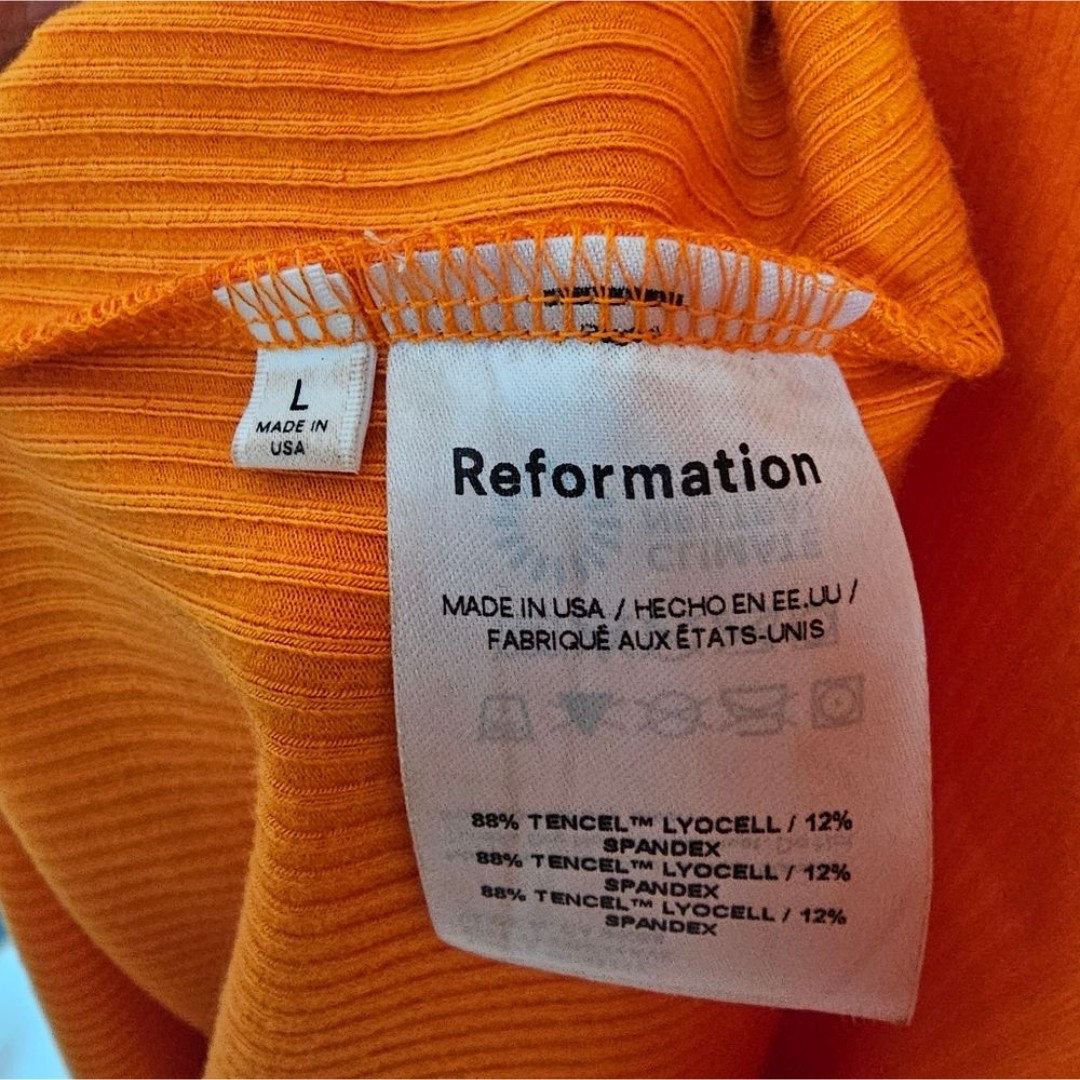 L
MADE IN
USA
Reformation
MADE IN USA / HECHO EN EE.UU /
FABRIQUÊ AUX ÉTATS-UNIS
88% TENCEL™ LYOCELL / 12%
SPANDEX
88% TENCEL™ LYOCELL / 12%
SPANDEX
88% TENCEL™ LYOCELL / 12%
SPANDEX